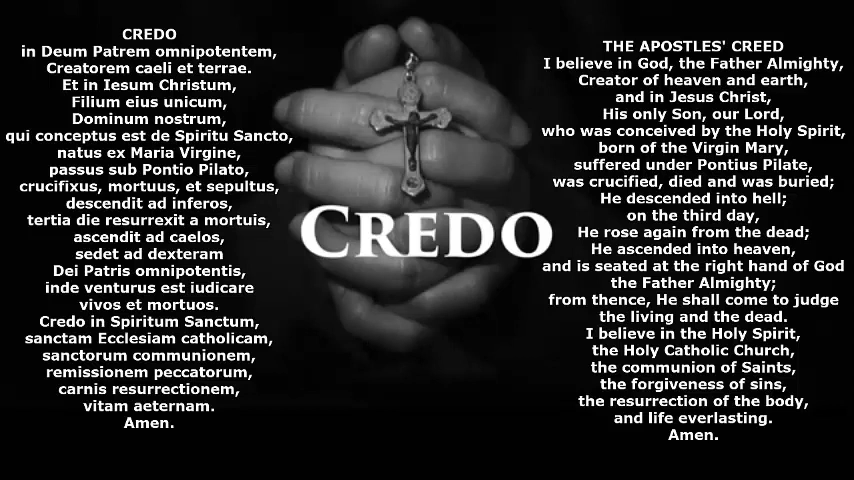 CREDO
in Deum Patrem omnipotentem,
Creatorem caeli et terrae.
Et in Iesum Christum,
Filium eius unicum,
Dominum nostrum,
qui conceptus est de Spiritu Sancto,
natus ex Maria Virgine,
passus sub Pontio Pilato,
crucifixus, mortuus, et sepultus,
descendit ad inferos,
tertia die resurrexit a mortuis,
ascendit ad caelos,
sedet ad dexteram
Dei Patris omnipotentis,
inde venturus est iudicare
vivos et mortuos.
Credo in Spiritum Sanctum,
sanctam Ecclesiam catholicam,
sanctorum communionem,
remissionem peccatorum,
carnis resurrectionem,
vitam aeternam.
Amen.
CREDO
THE APOSTLES' CREED
I believe in God, the Father Almighty,
Creator of heaven and earth,
and in Jesus Christ,
His only Son, our Lord,
who was conceived by the Holy Spirit,
born of the Virgin Mary,
suffered under Pontius Pilate,
was crucified, died and was buried;
He descended into hell;
on the third day,
He rose again from the dead;
He ascended into heaven,
and is seated at the right hand of God
the Father Almighty;
from thence, He shall come to judge
the living and the dead.
I believe in the Holy Spirit,
the Holy Catholic Church,
the communion of Saints,
the forgiveness of sins,
the resurrection of the body,
and life everlasting.
Amen.